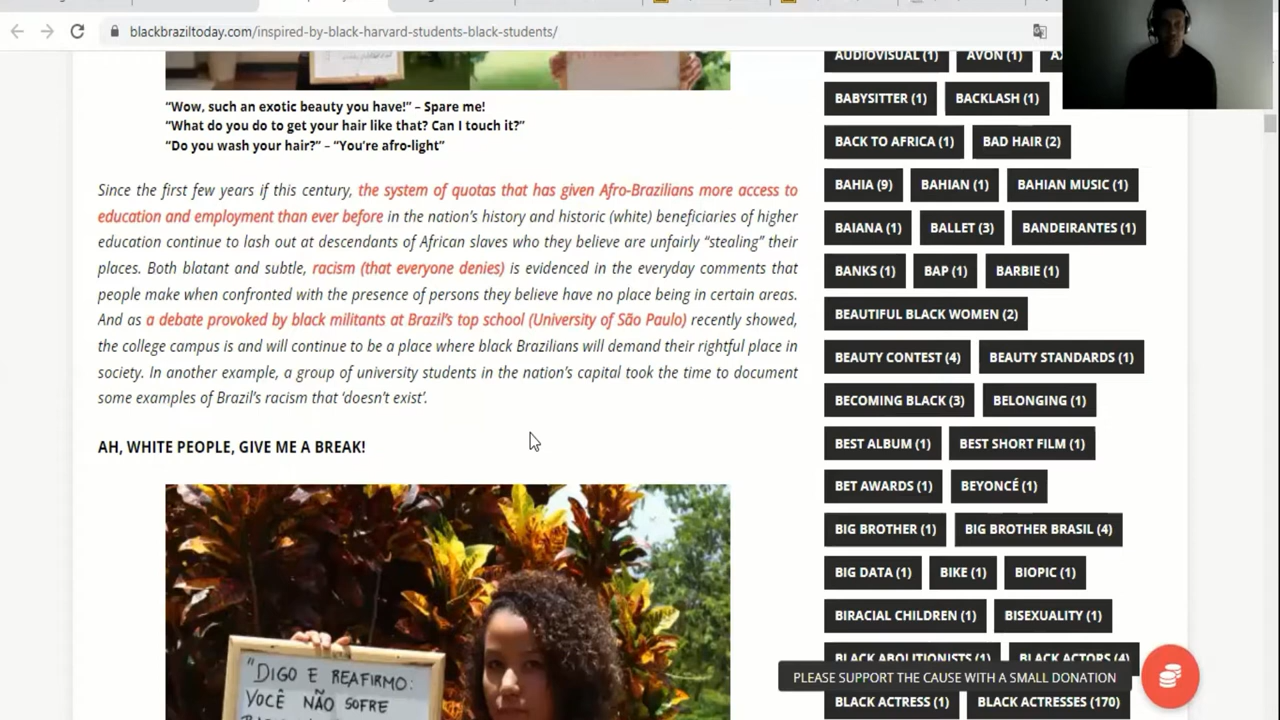 blackbraziltoday.com/inspired-by-black-harvard-students-black-students/
“Wow, such an exotic beauty you have!” – Spare me!
“What do you do to get your hair like that? Can I touch it?”
“Do you wash your hair?” – “You’re afro-light”
Since the first few years if this century, the system of quotas that has given Afro-Brazilians more access to
education and employment than ever before in the nation’s history and historic (white) beneficiaries of higher
education continue to lash out at descendants of African slaves who they believe are unfairly “stealing” their
places. Both blatant and subtle, racism (that everyone denies) is evidenced in the everyday comments that
people make when confronted with the presence of persons they believe have no place being in certain areas.
And as a debate provoked by black militants at Brazil’s top school (University of São Paulo) recently showed,
the college campus is and will continue to be a place where black Brazilians will demand their rightful place in
society. In another example, a group of university students in the nation’s capital took the time to document
some examples of Brazil’s racism that ‘doesn’t exist’.
AH, WHITE PEOPLE, GIVE ME A BREAK!
"DIGO E REAFIRMO:
VOCÊ NÃO SOFRE
AUDIOVISUAL (1) AVON (1)
BABYSITTER (1) BACKLASH (1)
BACK TO AFRICA (1) BAD HAIR (2)
BAHIA (9) BAHIAN (1) BAHIAN MUSIC (1)
BAIANA (1) BALLET (3) BANDEIRANTES (1)
BANKS (1) BAP (1) BARBIE (1)
BEAUTIFUL BLACK WOMEN (2)
BEAUTY CONTEST (4) BEAUTY STANDARDS (1)
BECOMING BLACK (3) BELONGING (1)
BEST ALBUM (1) BEST SHORT FILM (1)
BET AWARDS (1) BEYONCÉ (1)
BIG BROTHER (1) BIG BROTHER BRASIL (4)
BIG DATA (1) BIKE (1) BIOPIC (1)
BIRACIAL CHILDREN (1) BISEXUALITY (1)
BLACK ABOLITIONISTS (1) BLACK ACTORS (4)
PLEASE SUPPORT THE CAUSE WITH A SMALL DONATION
BLACK ACTRESS (1) BLACK ACTRESSES (170)